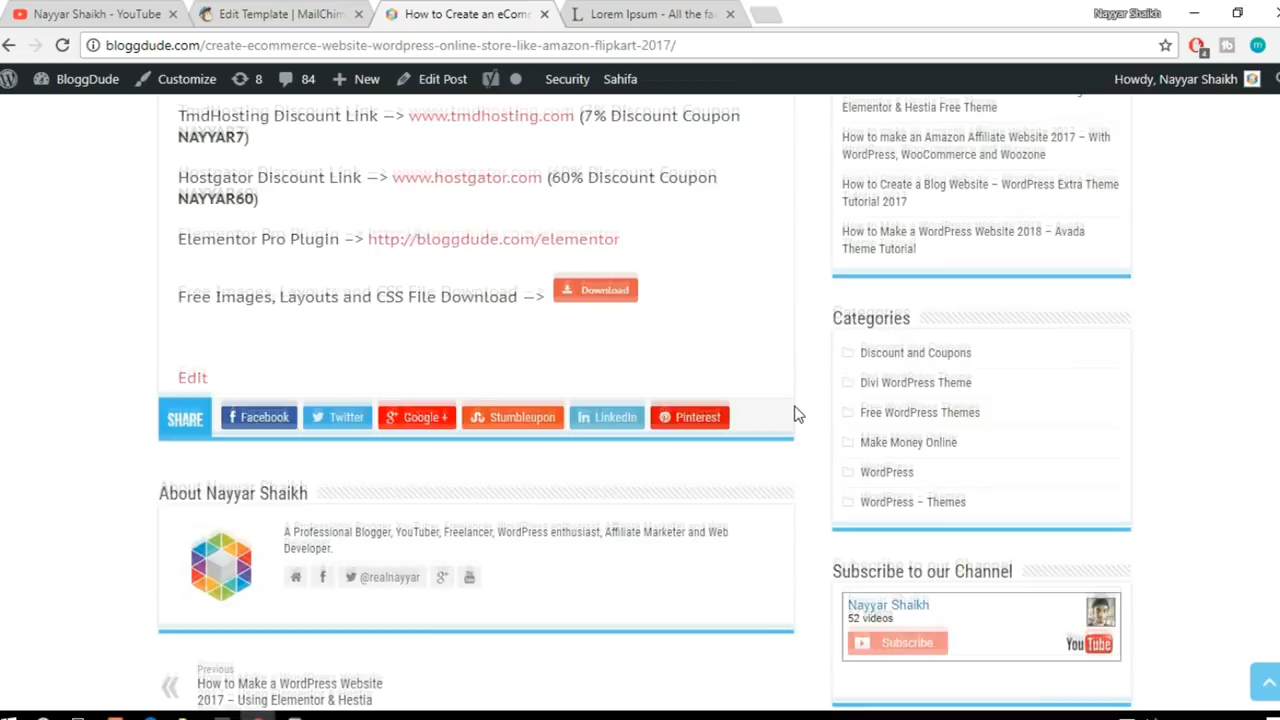 Nayyar Shaikh - YouTube
Edit Template | MailChim
How to Create an eComm
Lorem Ipsum - All the fa
Nayyar Shaikh
bloggdude.com/create-ecommerce-website-wordpress-online-store-like-amazon-flipkart-2017/
4
m
BloggDude
Customize
8
84
New
Edit Post
Security
Sahifa
Howdy, Nayyar Shaikh
TmdHosting Discount Link –> www.tmdhosting.com (7% Discount Coupon
NAYYAR7)
Hostgator Discount Link –> www.hostgator.com (60% Discount Coupon
NAYYAR60)
Elementor Pro Plugin –> http://bloggdude.com/elementor
Free Images, Layouts and CSS File Download –> Download
Edit
SHARE
Facebook
Twitter
Google +
Stumbleupon
LinkedIn
Pinterest
About Nayyar Shaikh
A Professional Blogger, YouTuber, Freelancer, WordPress enthusiast, Affiliate Marketer and Web
Developer.
@realnayyar
Previous
How to Make a WordPress Website
2017 – Using Elementor & Hestia
Elementor & Hestia Free Theme
How to make an Amazon Affiliate Website 2017 – With
WordPress, WooCommerce and Woozone
How to Create a Blog Website – WordPress Extra Theme
Tutorial 2017
How to Make a WordPress Website 2018 – Avada
Theme Tutorial
Categories
Discount and Coupons
Divi WordPress Theme
Free WordPress Themes
Make Money Online
WordPress
WordPress – Themes
Subscribe to our Channel
Nayyar Shaikh
52 videos
Subscribe
YouTube